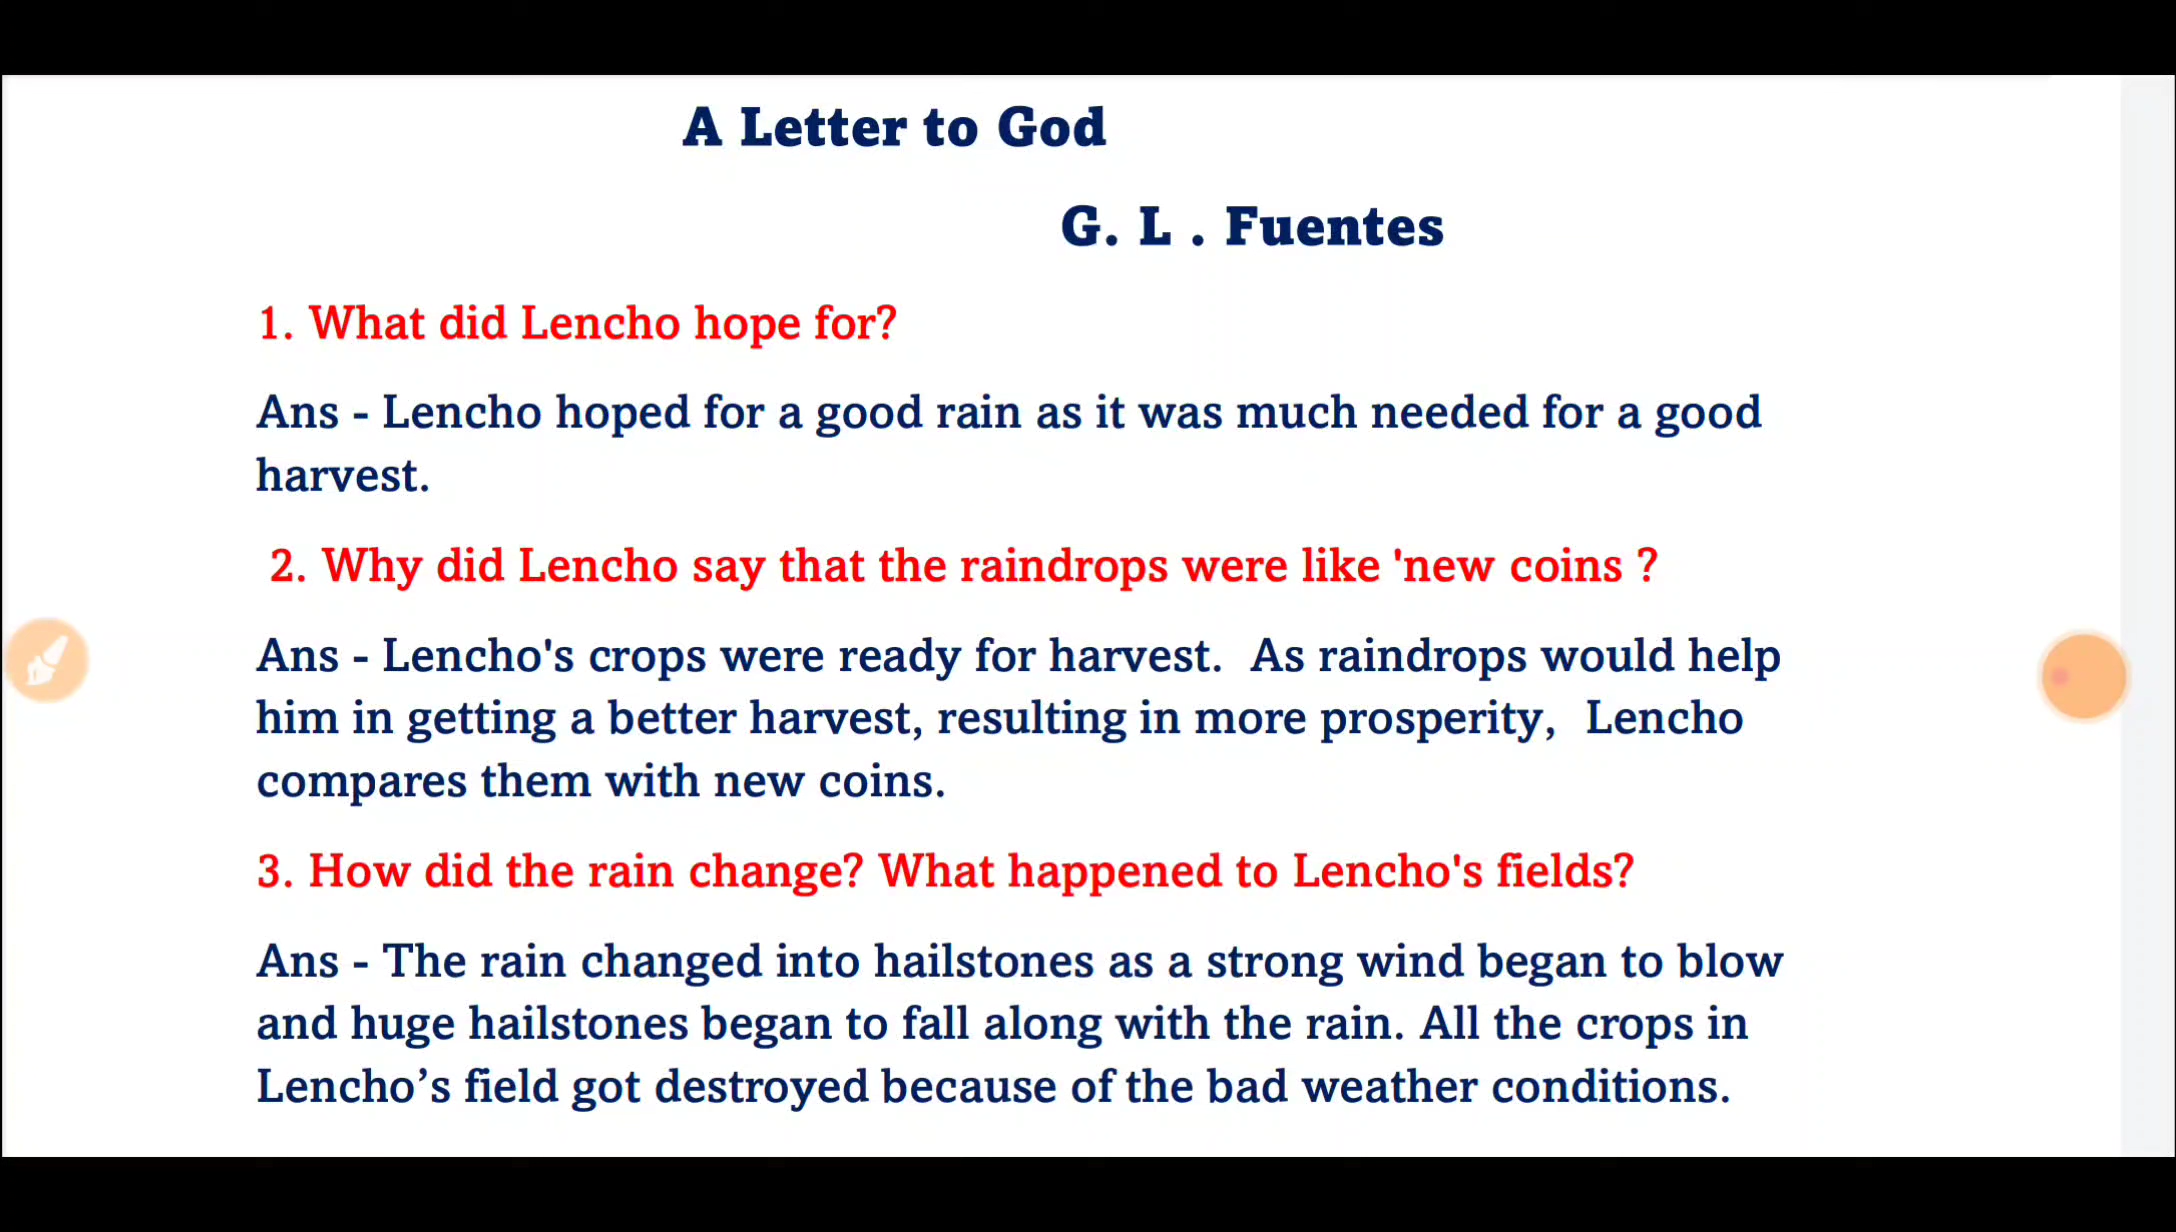 A Letter to God
G. L . Fuentes
1. What did Lencho hope for?
Ans - Lencho hoped for a good rain as it was much needed for a good
harvest.
2. Why did Lencho say that the raindrops were like 'new coins ?
Ans - Lencho's crops were ready for harvest.  As raindrops would help
him in getting a better harvest, resulting in more prosperity,  Lencho
compares them with new coins.
3. How did the rain change? What happened to Lencho's fields?
Ans - The rain changed into hailstones as a strong wind began to blow
and huge hailstones began to fall along with the rain. All the crops in
Lencho’s field got destroyed because of the bad weather conditions.